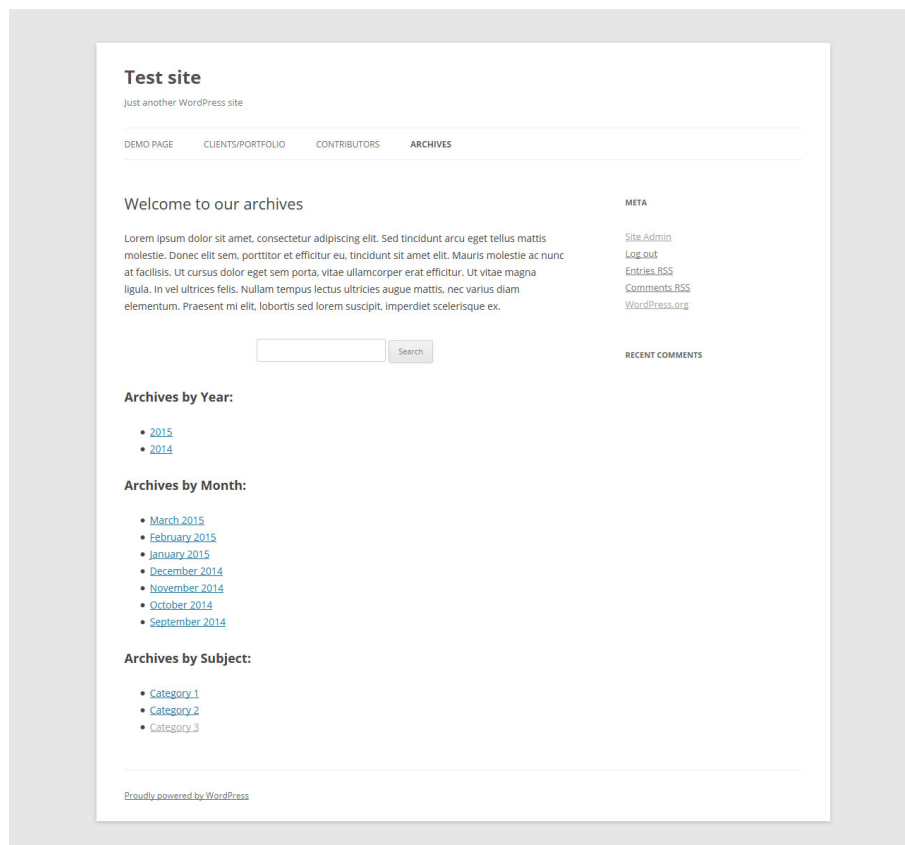 Test site
Just another WordPress site
DEMO PAGE CLIENTS/PORTFOLIO CONTRIBUTORS ARCHIVES
Welcome to our archives
Lorem ipsum dolor sit amet, consectetur adipiscing elit. Sed tincidunt arcu eget tellus mattis
molestie. Donec elit sem, porttitor et efficitur eu, tincidunt sit amet elit. Mauris molestie ac nunc
at facilisis. Ut cursus dolor eget sem porta, vitae ullamcorper erat efficitur. Ut vitae magna
ligula. In vel ultrices felis. Nullam tempus lectus ultricies augue mattis, nec varius diam
elementum. Praesent mi elit, lobortis sed lorem suscipit, imperdiet scelerisque ex.
Search
Archives by Year:
2015
2014
Archives by Month:
March 2015
February 2015
January 2015
December 2014
November 2014
October 2014
September 2014
Archives by Subject:
Category 1
Category 2
Category 3
META
Site Admin
Log out
Entries RSS
Comments RSS
WordPress.org
RECENT COMMENTS
Proudly powered by WordPress